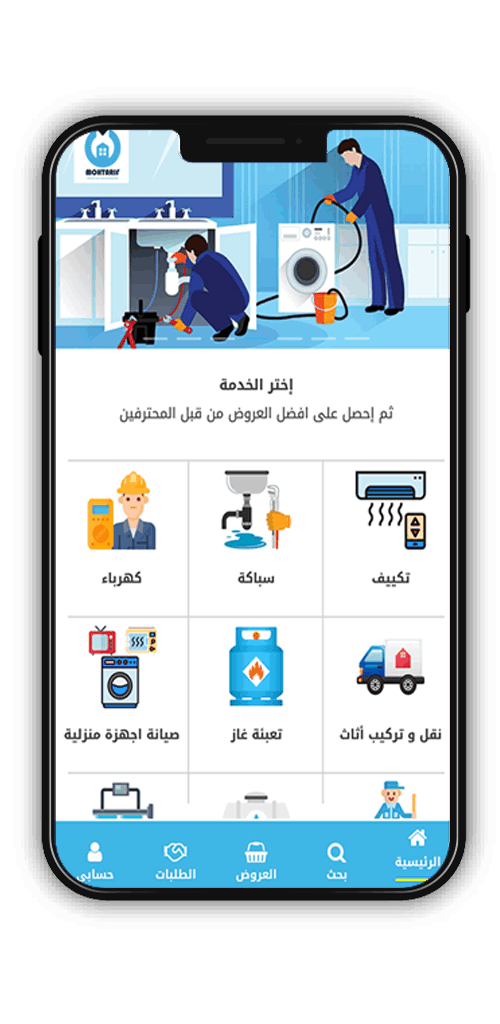 MOHTARIF
إختر الخدمة
ثم إحصل على افضل العروض من قبل المحترفين
تكييف
سباكة
كهرباء
نقل و تركيب أثاث
تعبئة غاز
صيانة اجهزة منزلية
الرئيسية
بحث
العروض
الطلبات
حسابي